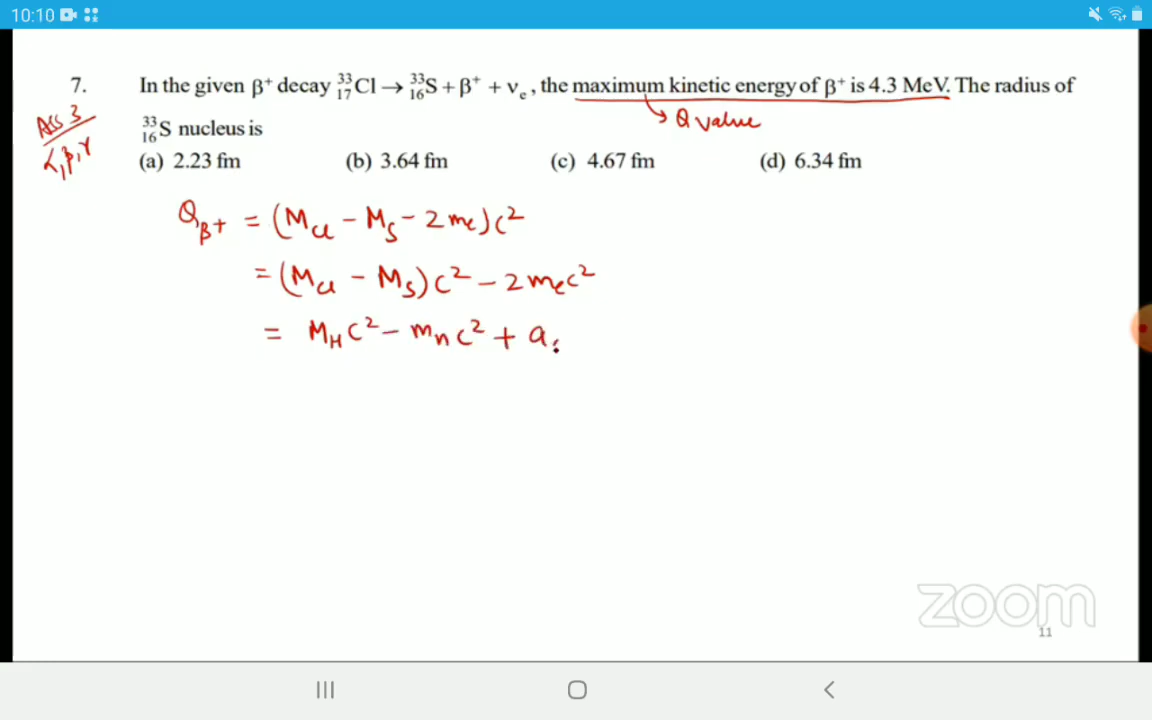 10:10
7. In the given β⁺ decay ³³₁₇Cl → ³³₁₆S + β⁺ + νₑ, the maximum kinetic energy of β⁺ is 4.3 MeV. The radius of
→ Q value
Ass 3
³³₁₆S nucleus is
α, β, γ
(a) 2.23 fm (b) 3.64 fm (c) 4.67 fm (d) 6.34 fm
Q_β+ = (M_Cl - M_S - 2me)c²
= (M_Cl - M_S)c² - 2mₑc²
= M_H c² - m_n c² + a
zoom
11